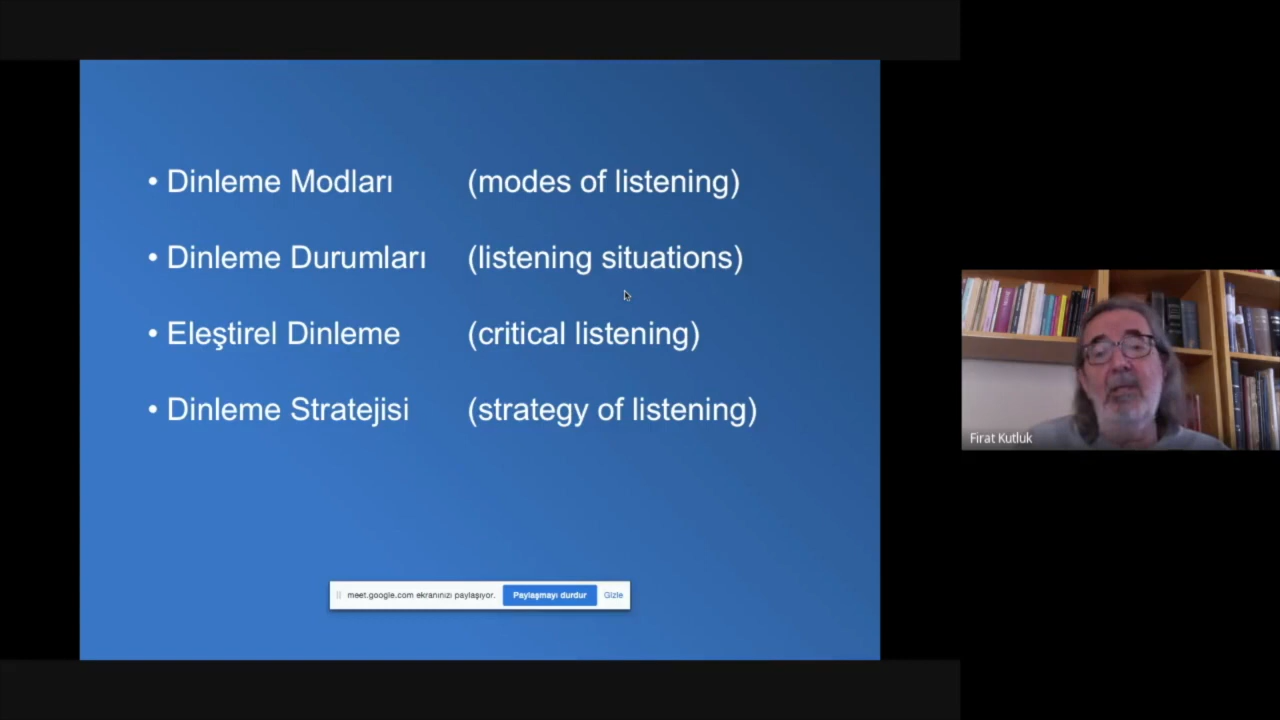 • Dinleme Modları (modes of listening)
• Dinleme Durumları (listening situations)
• Eleştirel Dinleme (critical listening)
• Dinleme Stratejisi (strategy of listening)
Firat Kutluk
meet.google.com ekranınızı paylaşıyor. Paylaşmayı durdur Gizle